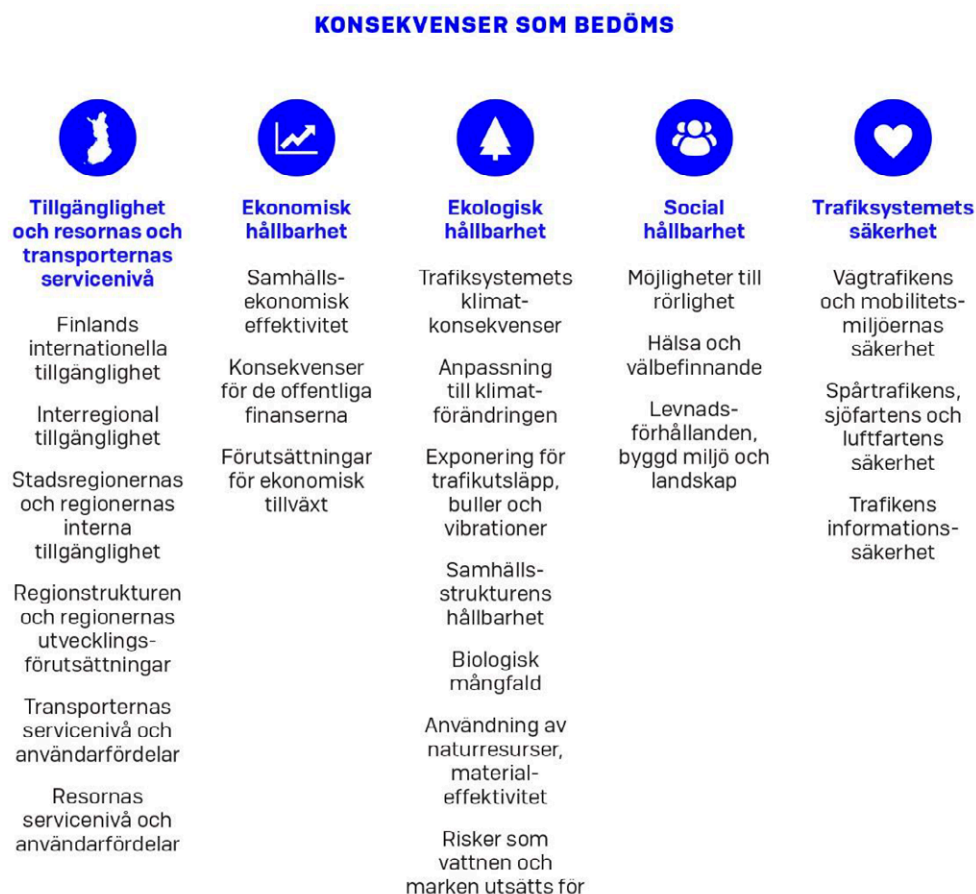 KONSEKVENSER SOM BEDÖMS
Tillgänglighet
och resornas och
transporternas
servicenivå
Finlands
internationella
tillgänglighet
Interregional
tillgänglighet
Stadsregionernas
och regionernas
interna
tillgänglighet
Regionstrukturen
och regionernas
utvecklings-
förutsättningar
Transporternas
servicenivå och
användarfördelar
Resornas
servicenivå och
användarfördelar
Ekonomisk
hållbarhet
Samhälls-
ekonomisk
effektivitet
Konsekvenser
för de offentliga
finanserna
Förutsättningar
för ekonomisk
tillväxt
Ekologisk
hållbarhet
Trafiksystemets
klimat-
konsekvenser
Anpassning
till klimat-
förändringen
Exponering för
trafikutsläpp,
buller och
vibrationer
Samhälls-
strukturens
hållbarhet
Biologisk
mångfald
Användning av
naturresurser,
material-
effektivitet
Risker som
vattnen och
marken utsätts för
Social
hållbarhet
Möjligheter till
rörlighet
Hälsa och
välbefinnande
Levnads-
förhållanden,
byggd miljö och
landskap
Trafiksystemets
säkerhet
Vägtrafikens
och mobilitets-
miljöernas
säkerhet
Spårtrafikens,
sjöfartens och
luftfartens
säkerhet
Trafikens
informations-
säkerhet